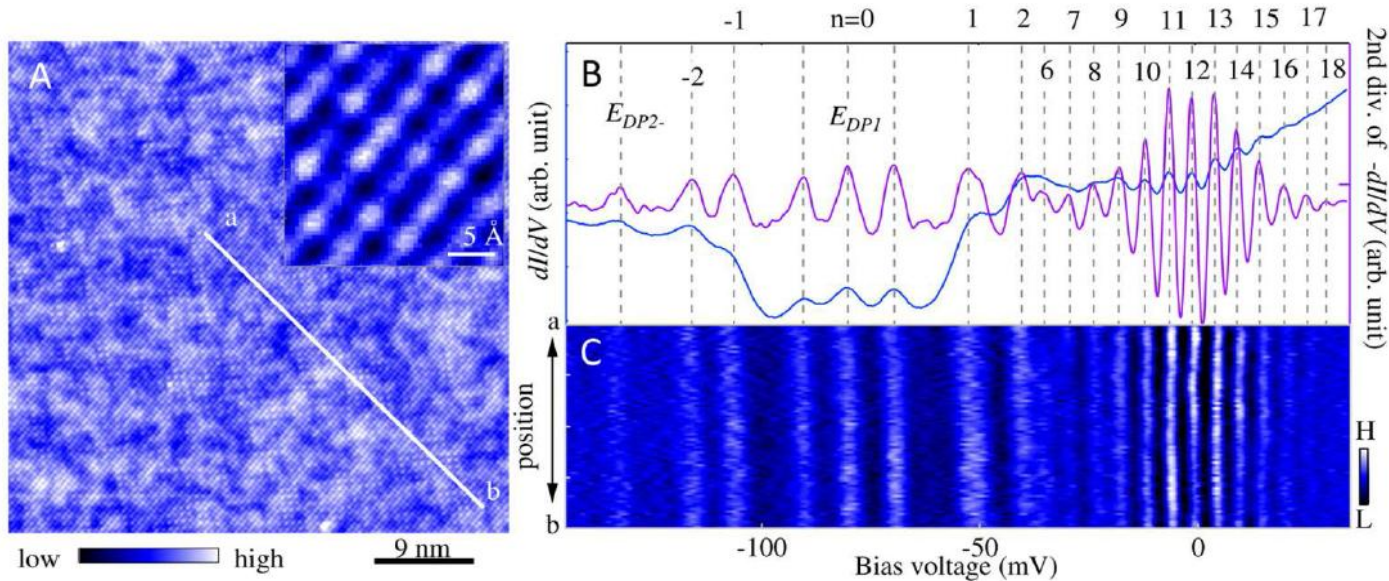 A
a
b
5 Å
low
high
9 nm
-1 n=0 1 2 7 9 11 13 15 17
B
-2 6 8 10 12 14 16 18
E_DP2-
E_DP1
dI/dV (arb. unit)
2nd div. of -dI/dV (arb. unit)
a
C
position
b
H
L
-100 -50 0
Bias voltage (mV)